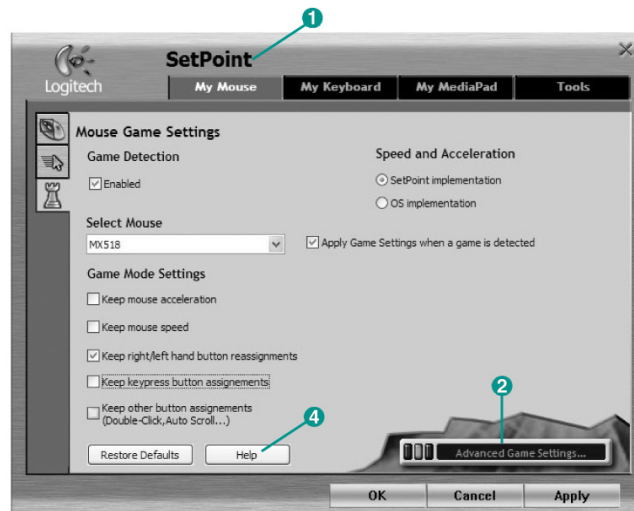 1
SetPoint
Logitech
My Mouse My Keyboard My MediaPad Tools
Mouse Game Settings
Game Detection
Enabled
Speed and Acceleration
SetPoint implementation
OS implementation
Select Mouse
MX518
Apply Game Settings when a game is detected
Game Mode Settings
Keep mouse acceleration
Keep mouse speed
Keep right/left hand button reassignments
Keep keypress button assignements
Keep other button assignements
(Double-Click,Auto Scroll...)
2
4
Restore Defaults Help
Advanced Game Settings...
OK Cancel Apply